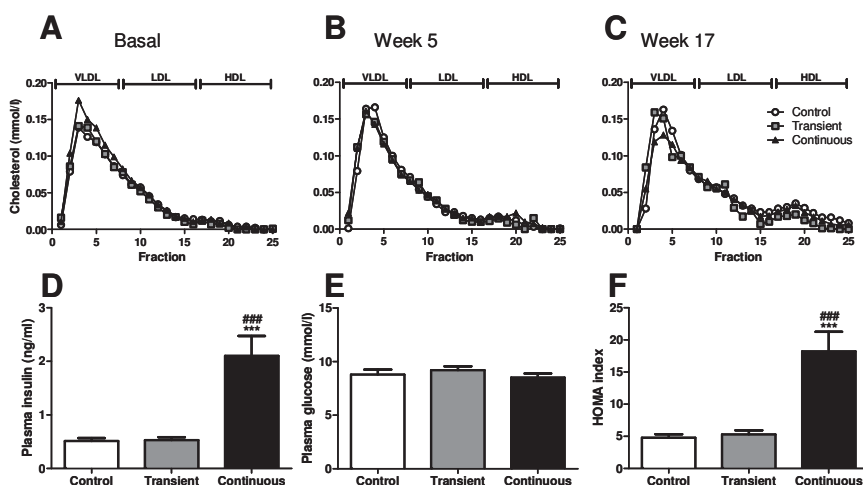 A Basal
B Week 5
C Week 17
VLDL LDL HDL
VLDL LDL HDL
VLDL LDL HDL
Cholesterol (mmol/l)
0.20
0.15
0.10
0.05
0.00
0 5 10 15 20 25
Fraction
0.20
0.15
0.10
0.05
0.00
0 5 10 15 20 25
Fraction
0.20
0.15
0.10
0.05
0.00
0 5 10 15 20 25
Fraction
Control
Transient
Continuous
D
Plasma insulin (ng/ml)
3
2
1
0
###
***
Control Transient Continuous
E
Plasma glucose (mmol/l)
15
10
5
0
Control Transient Continuous
F
HOMA index
25
20
15
10
5
0
###
***
Control Transient Continuous